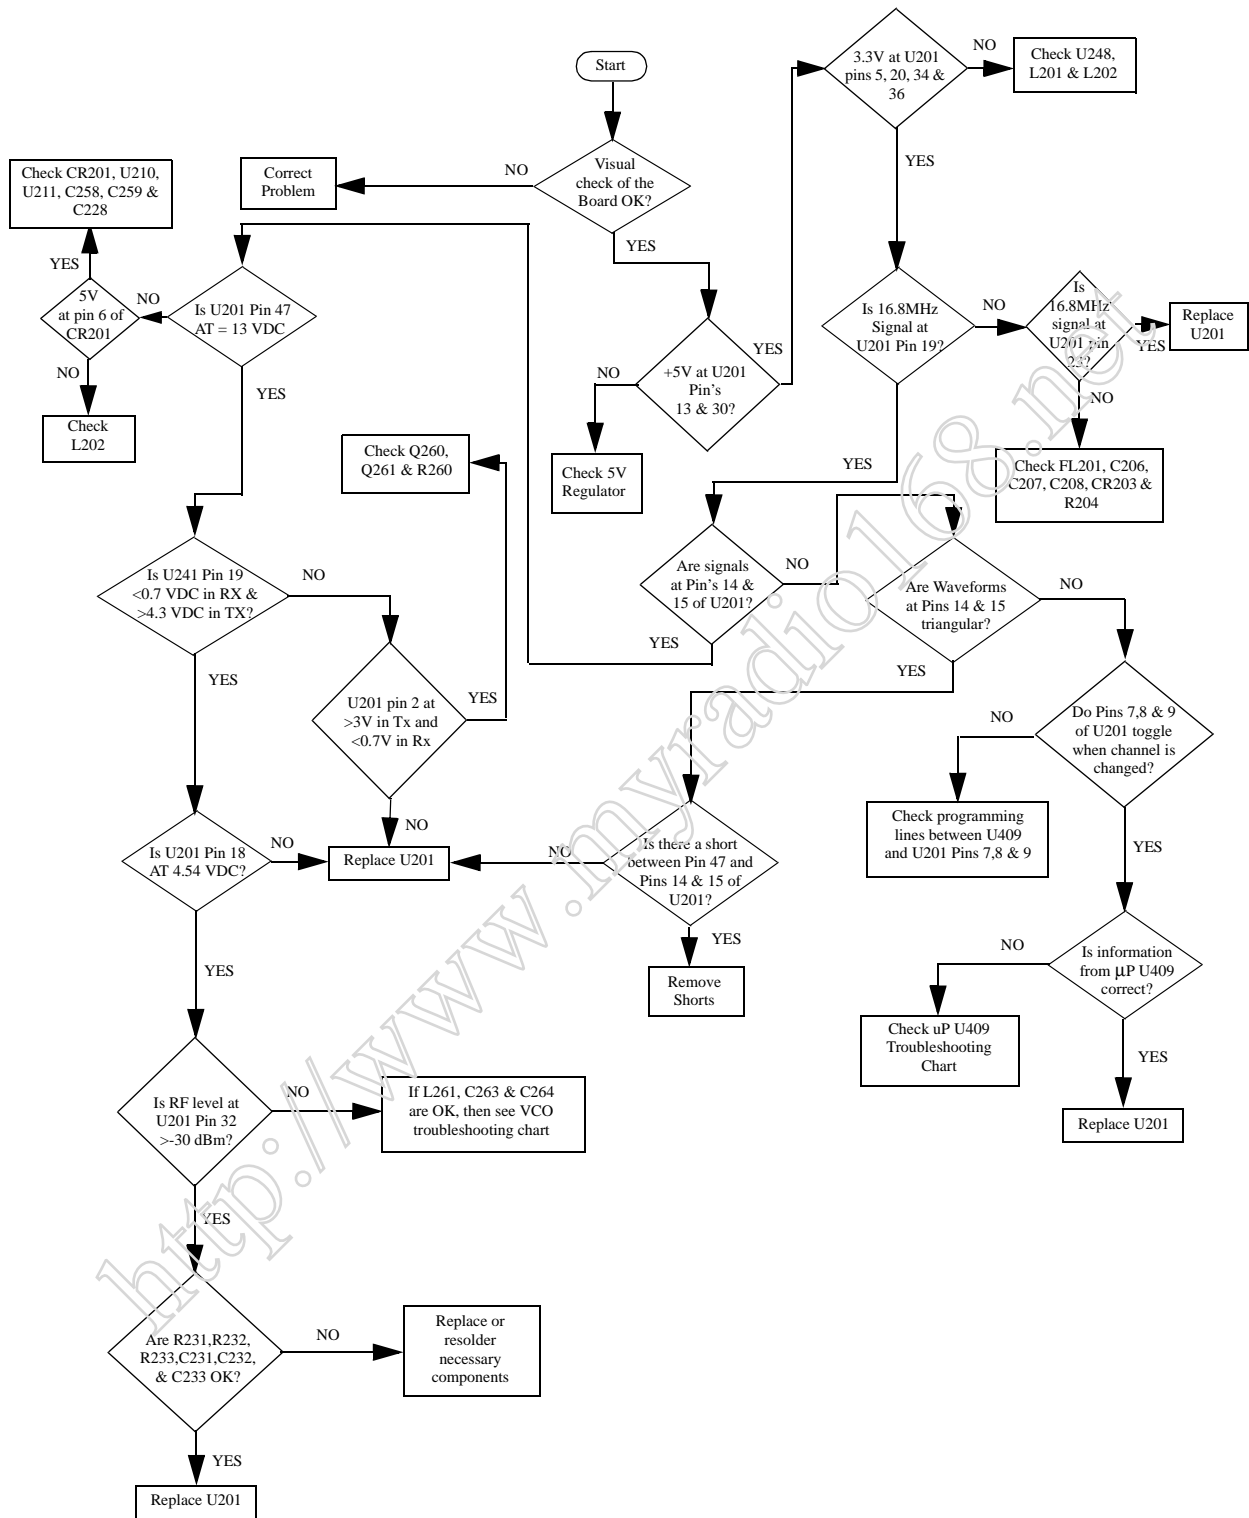 Start
3.3V at U201
pins 5, 20, 34 &
36
NO
Check U248,
L201 & L202
YES
Visual
check of the
Board OK?
NO
Correct
Problem
YES
Check CR201, U210,
U211, C258, C259 &
C228
YES
5V
at pin 6 of
CR201
NO
Is U201 Pin 47
AT = 13 VDC
NO
Check
L202
YES
+5V at U201
Pin's
13 & 30?
YES
NO
Check 5V
Regulator
Is 16.8MHz
Signal at
U201 Pin 19?
NO
Is
16.8MHz
signal at
U201 pin
23?
YES
Replace
U201
NO
Check FL201, C206,
C207, C208, CR203 &
R204
YES
Check Q260,
Q261 & R260
Is U241 Pin 19
<0.7 VDC in RX &
>4.3 VDC in TX?
NO
YES
Are signals
at Pin's 14 &
15 of U201?
NO
YES
Are Waveforms
at Pins 14 & 15
triangular?
NO
YES
U201 pin 2 at
>3V in Tx and
<0.7V in Rx
YES
NO
Do Pins 7,8 & 9
of U201 toggle
when channel is
changed?
NO
Check programming
lines between U409
and U201 Pins 7,8 & 9
YES
Is U201 Pin 18
AT 4.54 VDC?
NO
Replace U201
NO
Is there a short
between Pin 47 and
Pins 14 & 15 of
U201?
YES
Remove
Shorts
YES
Is information
from µP U409
correct?
NO
Check uP U409
Troubleshooting
Chart
YES
Replace U201
Is RF level at
U201 Pin 32
>-30 dBm?
NO
If L261, C263 & C264
are OK, then see VCO
troubleshooting chart
YES
Are R231,R232,
R233,C231,C232,
& C233 OK?
NO
Replace or
resolder
necessary
components
YES
Replace U201
http://www.myradio168.net